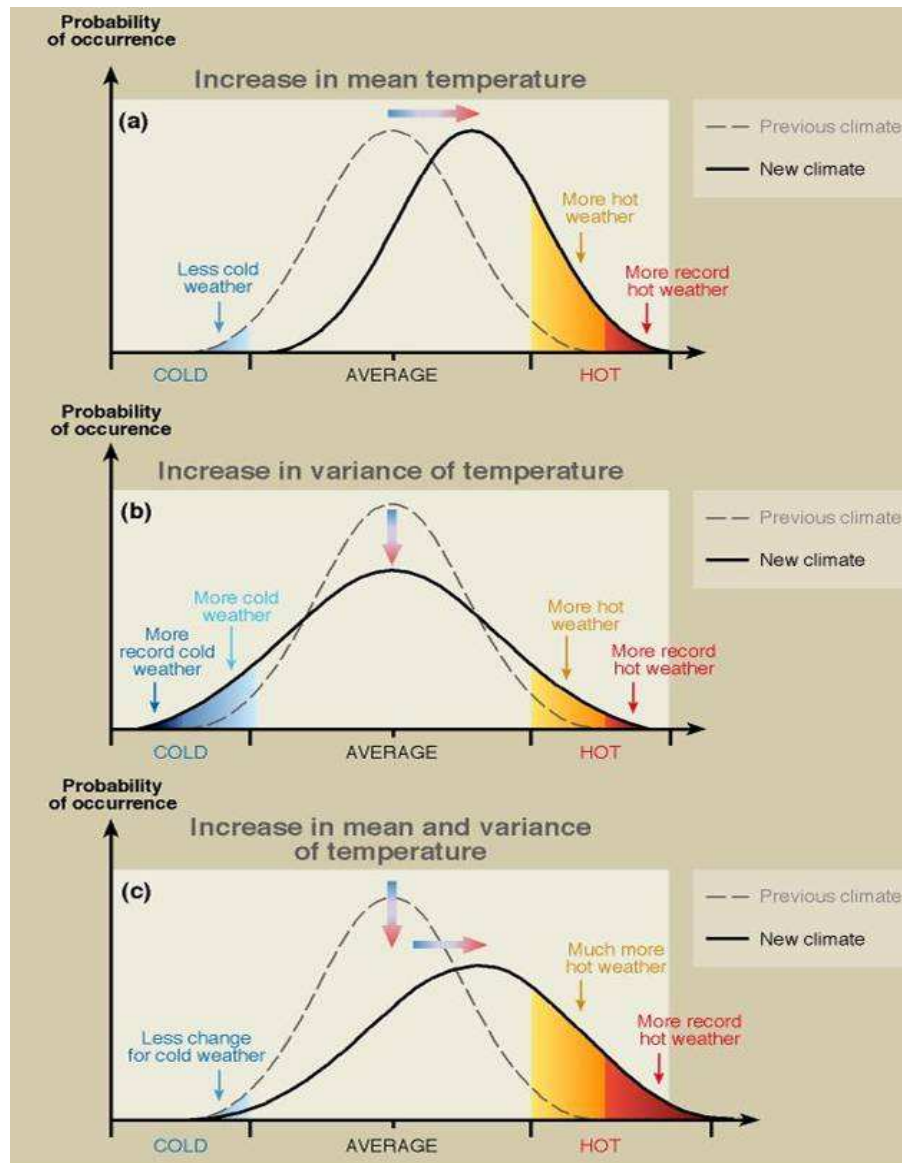 Probability
of occurrence
Increase in mean temperature
(a)
Previous climate
New climate
More hot
weather
Less cold
weather
More record
hot weather
COLD
AVERAGE
HOT
Probability
of occurence
Increase in variance of temperature
(b)
Previous climate
New climate
More cold
weather
More hot
weather
More
record cold
weather
More record
hot weather
COLD
AVERAGE
HOT
Probability
of occurrence
Increase in mean and variance
of temperature
(c)
Previous climate
New climate
Much more
hot weather
More record
hot weather
Less change
for cold weather
COLD
AVERAGE
HOT